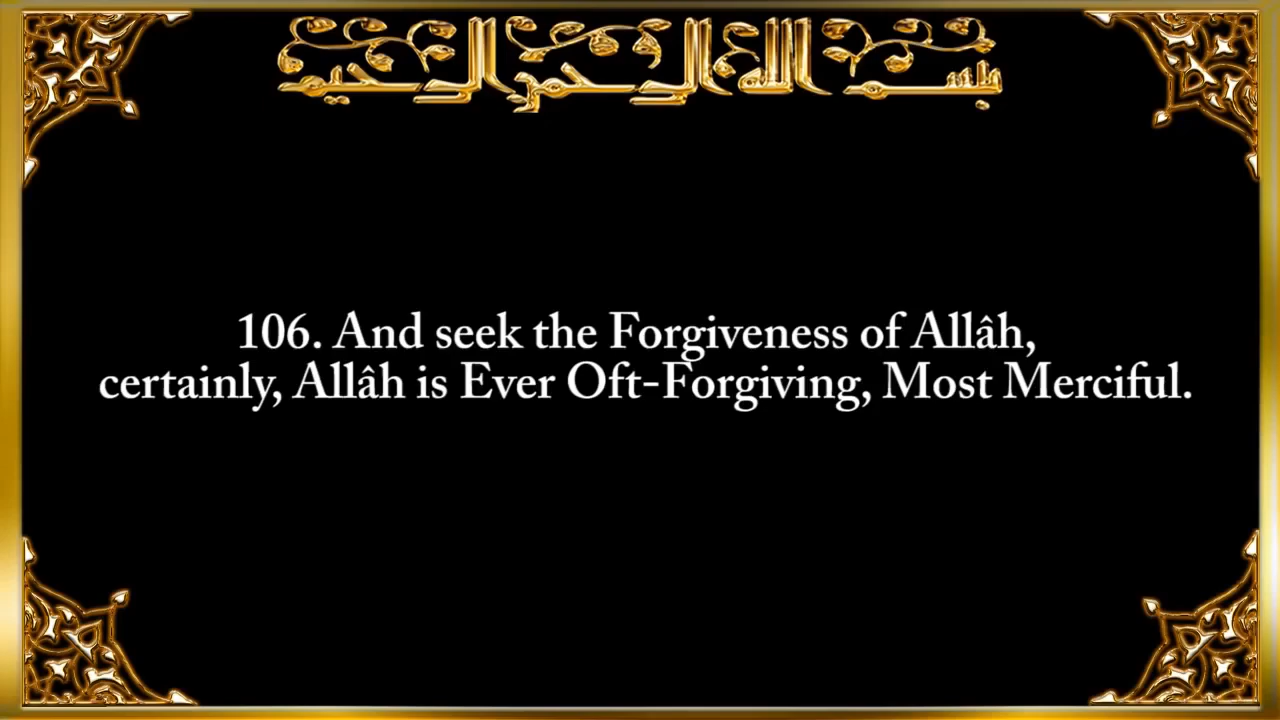 بسم الله الرحمن الرحيم
106. And seek the Forgiveness of Allâh,
certainly, Allâh is Ever Oft-Forgiving, Most Merciful.